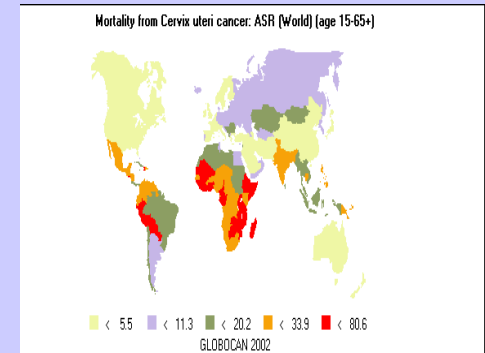 Mortality from Cervix uteri cancer: ASR (World) (age 15-65+)
< 5.5 < 11.3 < 20.2 < 33.9 < 80.6
GLOBOCAN 2002